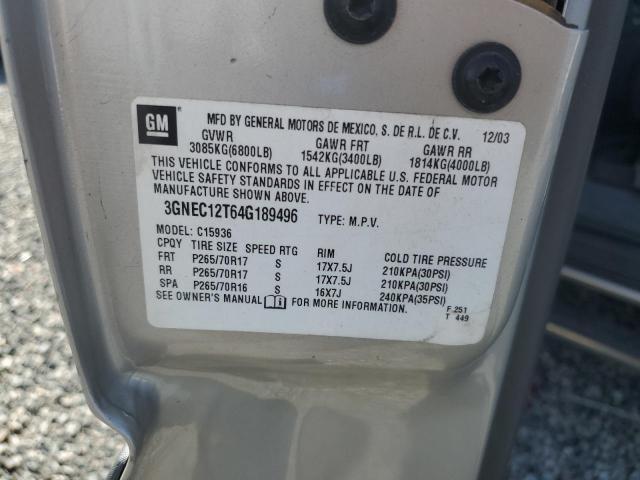 GM
MFD BY GENERAL MOTORS DE MEXICO, S. DE R.L. DE C.V. 12/03
GVWR GAWR FRT GAWR RR
3085KG(6800LB) 1542KG(3400LB) 1814KG(4000LB)
THIS VEHICLE CONFORMS TO ALL APPLICABLE U.S. FEDERAL MOTOR
VEHICLE SAFETY STANDARDS IN EFFECT ON THE DATE OF
MANUFACTURE SHOWN ABOVE.
3GNEC12T64G189496 TYPE: M.P.V.
MODEL: C15936
CPQY TIRE SIZE SPEED RTG RIM COLD TIRE PRESSURE
FRT P265/70R17 S 17X7.5J 210KPA(30PSI)
RR P265/70R17 S 17X7.5J 210KPA(30PSI)
SPA P265/70R16 S 16X7J 240KPA(35PSI)
SEE OWNER'S MANUAL FOR MORE INFORMATION.
F 251
T 449